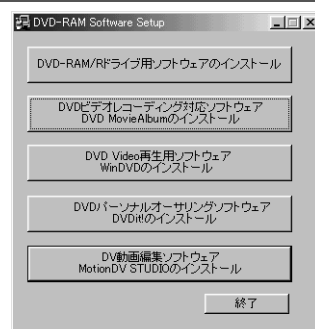 DVD-RAM Software Setup
DVD-RAM/Rドライブ用ソフトウェアのインストール
DVDビデオレコーディング対応ソフトウェア
DVD MovieAlbumのインストール
DVD Video再生用ソフトウェア
WinDVDのインストール
DVDパーソナルオーサリングソフトウェア
DVDit!のインストール
DV動画編集ソフトウェア
MotionDV STUDIOのインストール
終了